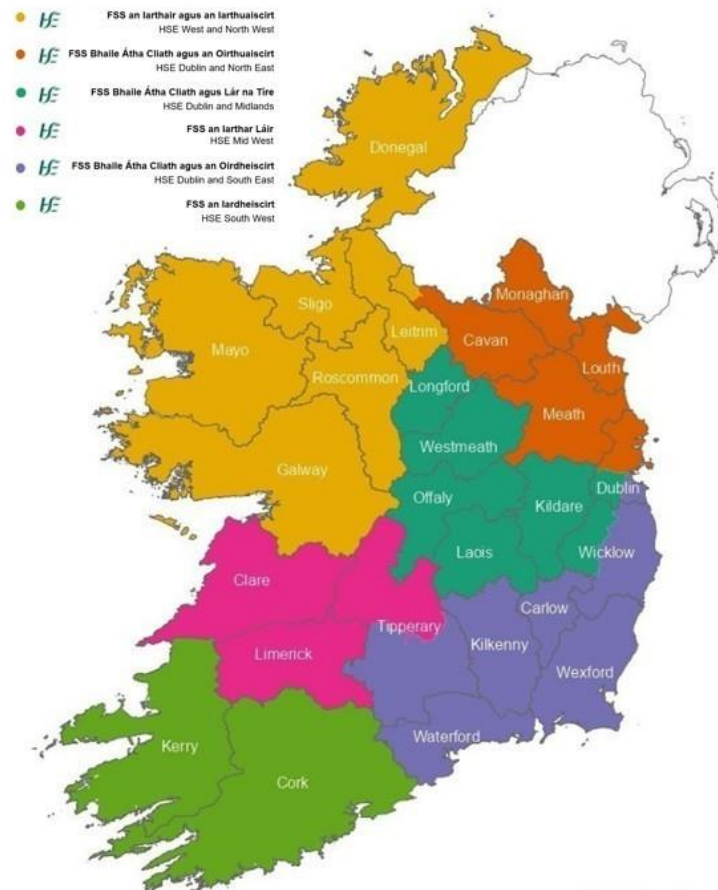 FSS an Iarthair agus an Iarthuaiscirt
HSE West and North West
FSS Bhaile Átha Cliath agus an Oirthuaiscirt
HSE Dublin and North East
FSS Bhaile Átha Cliath agus Lár na Tíre
HSE Dublin and Midlands
FSS an Iarthar Láir
HSE Mid West
FSS Bhaile Átha Cliath agus an Oirdheiscirt
HSE Dublin and South East
FSS an Iardheiscirt
HSE South West
Donegal
Monaghan
Sligo
Leitrim
Cavan
Mayo
Louth
Roscommon
Longford
Meath
Westmeath
Galway
Dublin
Offaly
Kildare
Laois
Wicklow
Clare
Carlow
Tipperary
Kilkenny
Limerick
Wexford
Waterford
Kerry
Cork